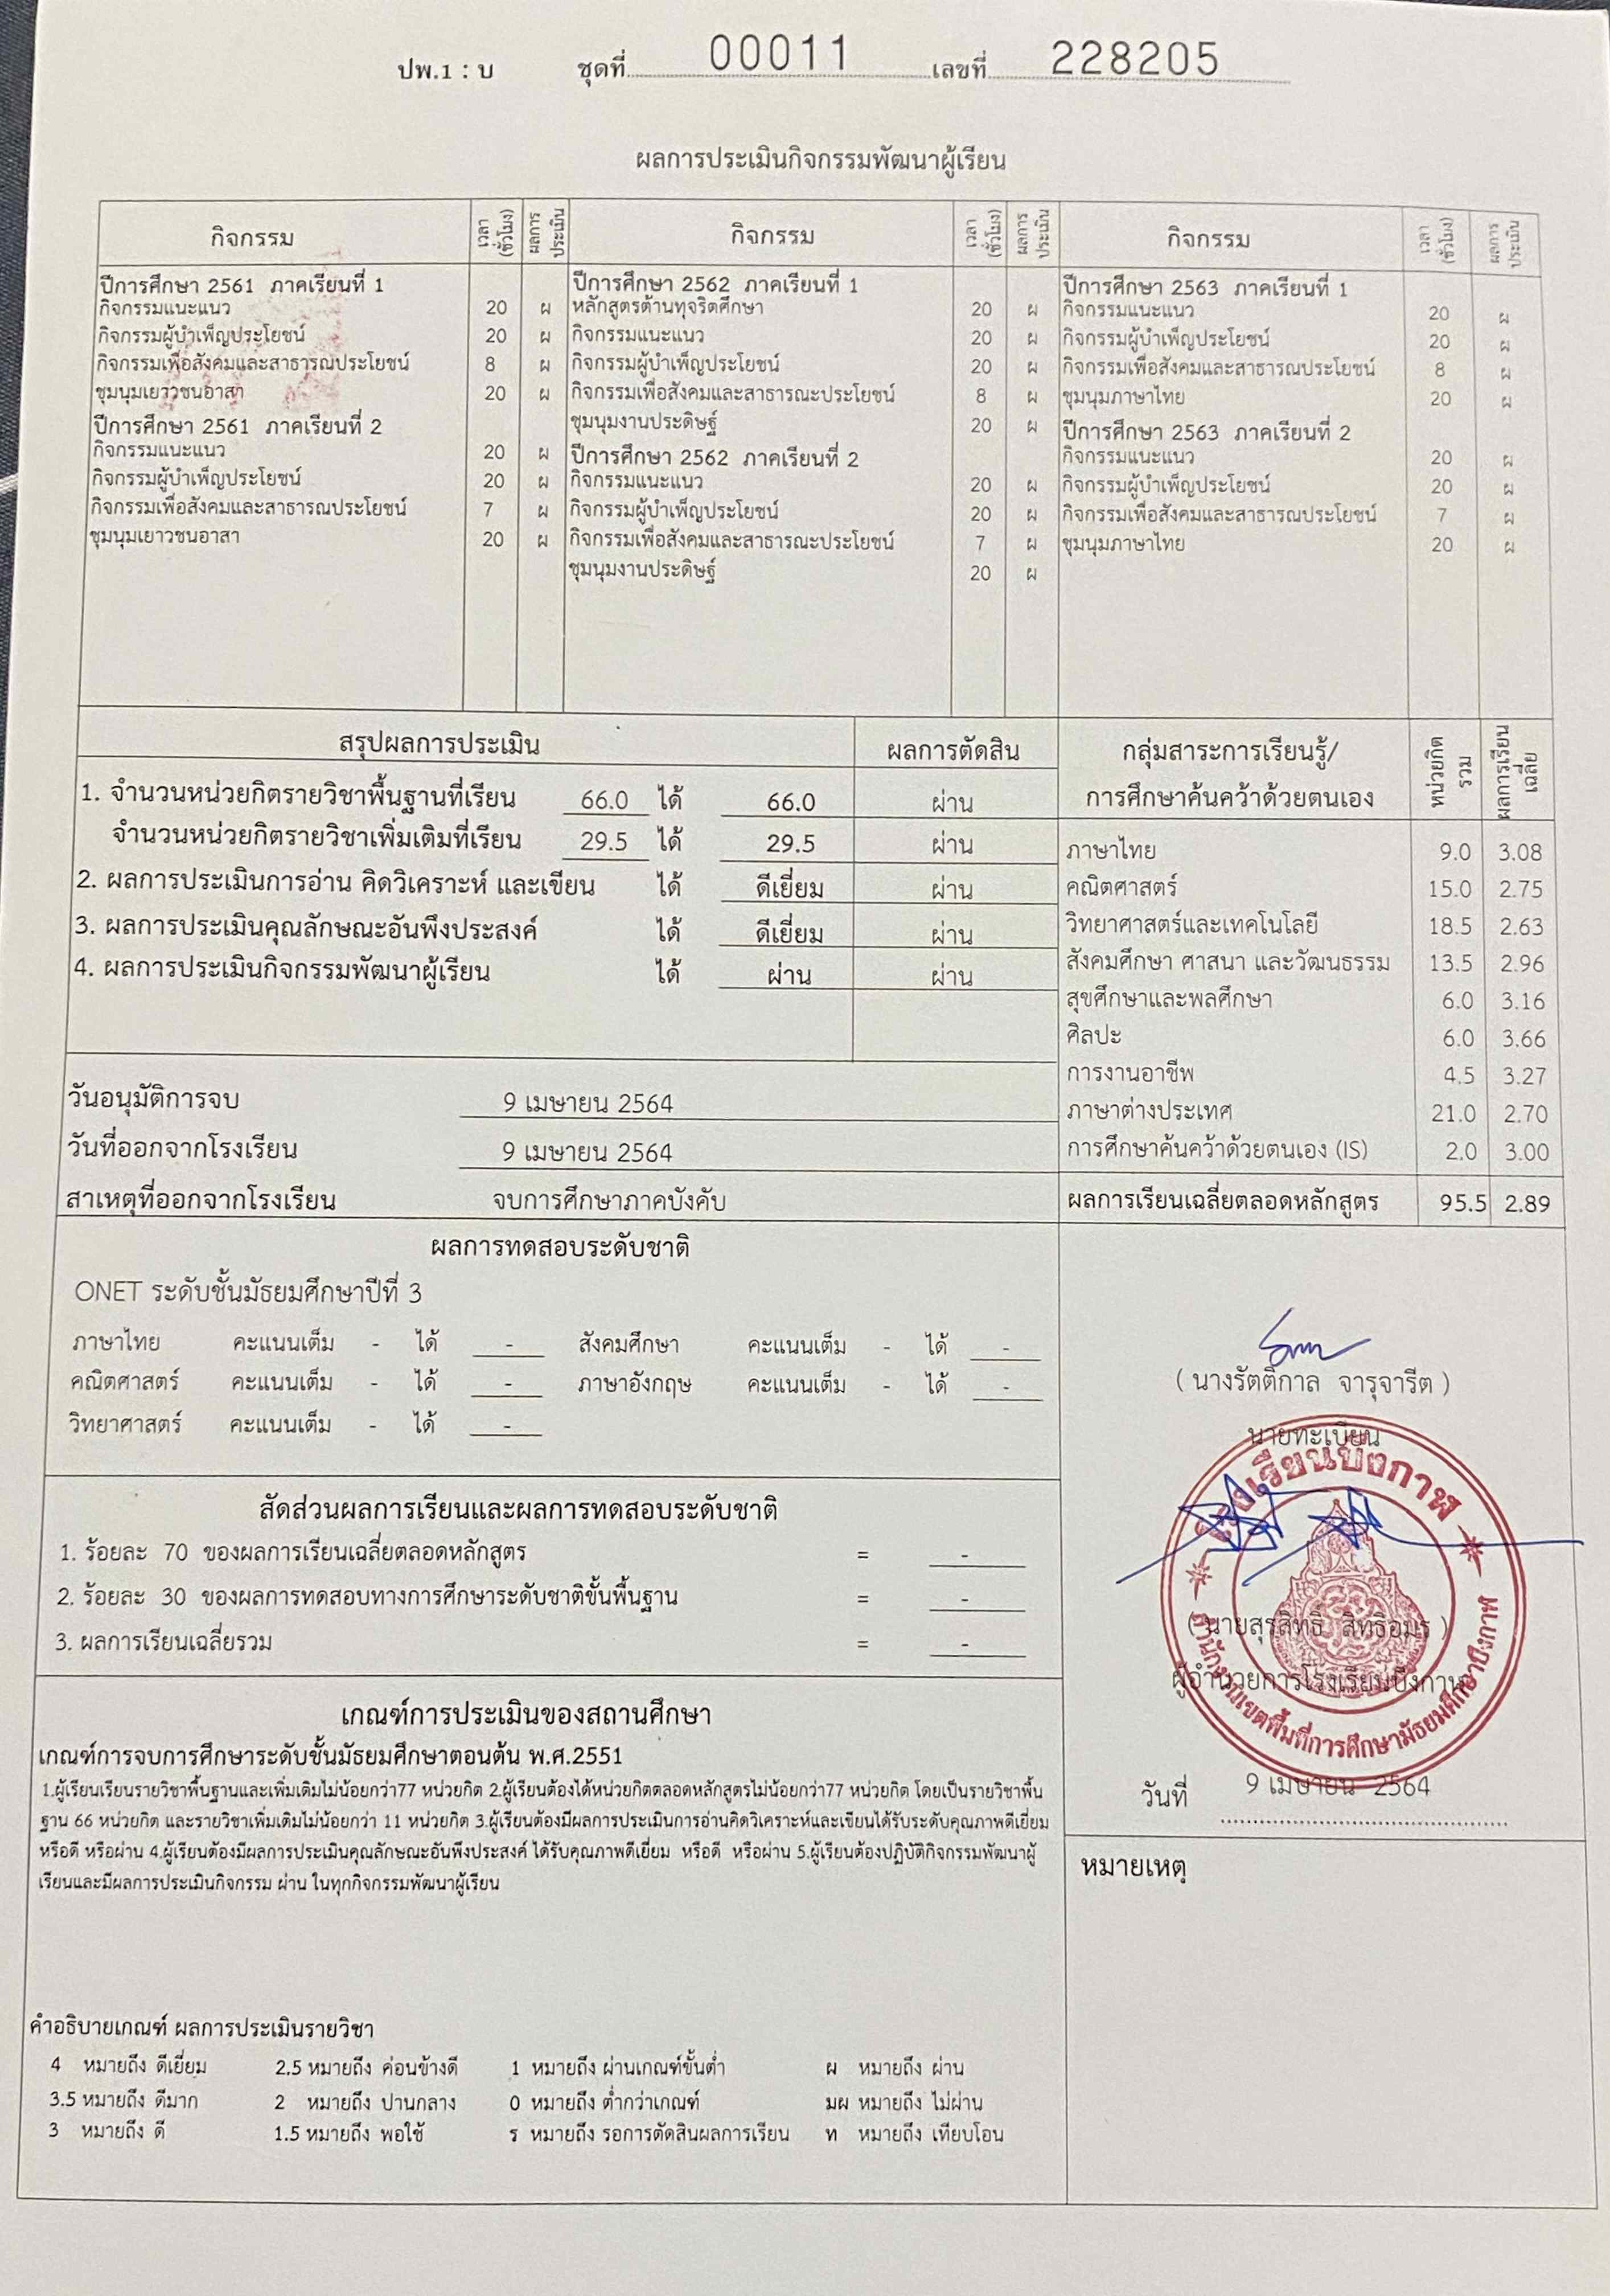 ปพ.1 : บ ชุดที่ 00011 เลขที่ 228205
ผลการประเมินกิจกรรมพัฒนาผู้เรียน
กิจกรรม เวลา (ชั่วโมง) ผลการประเมิน กิจกรรม เวลา (ชั่วโมง) ผลการประเมิน กิจกรรม เวลา (ชั่วโมง) ผลการประเมิน
ปีการศึกษา 2561 ภาคเรียนที่ 1
กิจกรรมแนะแนว 20 ผ
กิจกรรมผู้บำเพ็ญประโยชน์ 20 ผ
กิจกรรมเพื่อสังคมและสาธารณประโยชน์ 8 ผ
ชุมนุมเยาวชนอาสา 20 ผ
ปีการศึกษา 2561 ภาคเรียนที่ 2
กิจกรรมแนะแนว 20 ผ
กิจกรรมผู้บำเพ็ญประโยชน์ 20 ผ
กิจกรรมเพื่อสังคมและสาธารณประโยชน์ 7 ผ
ชุมนุมเยาวชนอาสา 20 ผ
ปีการศึกษา 2562 ภาคเรียนที่ 1
หลักสูตรต้านทุจริตศึกษา 20 ผ
กิจกรรมแนะแนว 20 ผ
กิจกรรมผู้บำเพ็ญประโยชน์ 20 ผ
กิจกรรมเพื่อสังคมและสาธารณะประโยชน์ 8 ผ
ชุมนุมงานประดิษฐ์ 20 ผ
ปีการศึกษา 2562 ภาคเรียนที่ 2
กิจกรรมแนะแนว 20 ผ
กิจกรรมผู้บำเพ็ญประโยชน์ 20 ผ
กิจกรรมเพื่อสังคมและสาธารณะประโยชน์ 7 ผ
ชุมนุมงานประดิษฐ์ 20 ผ
ปีการศึกษา 2563 ภาคเรียนที่ 1
กิจกรรมแนะแนว 20 ผ
กิจกรรมผู้บำเพ็ญประโยชน์ 20 ผ
กิจกรรมเพื่อสังคมและสาธารณประโยชน์ 8 ผ
ชุมนุมภาษาไทย 20 ผ
ปีการศึกษา 2563 ภาคเรียนที่ 2
กิจกรรมแนะแนว 20 ผ
กิจกรรมผู้บำเพ็ญประโยชน์ 20 ผ
กิจกรรมเพื่อสังคมและสาธารณประโยชน์ 7 ผ
ชุมนุมภาษาไทย 20 ผ
สรุปผลการประเมิน ผลการตัดสิน
1. จำนวนหน่วยกิตรายวิชาพื้นฐานที่เรียน 66.0 ได้ 66.0 ผ่าน
จำนวนหน่วยกิตรายวิชาเพิ่มเติมที่เรียน 29.5 ได้ 29.5 ผ่าน
2. ผลการประเมินการอ่าน คิดวิเคราะห์ และเขียน ได้ ดีเยี่ยม ผ่าน
3. ผลการประเมินคุณลักษณะอันพึงประสงค์ ได้ ดีเยี่ยม ผ่าน
4. ผลการประเมินกิจกรรมพัฒนาผู้เรียน ได้ ผ่าน ผ่าน
วันอนุมัติการจบ 9 เมษายน 2564
วันที่ออกจากโรงเรียน 9 เมษายน 2564
สาเหตุที่ออกจากโรงเรียน จบการศึกษาภาคบังคับ
กลุ่มสาระการเรียนรู้/ หน่วยกิตรวม ผลการเรียนเฉลี่ย
การศึกษาค้นคว้าด้วยตนเอง
ภาษาไทย 9.0 3.08
คณิตศาสตร์ 15.0 2.75
วิทยาศาสตร์และเทคโนโลยี 18.5 2.63
สังคมศึกษา ศาสนา และวัฒนธรรม 13.5 2.96
สุขศึกษาและพลศึกษา 6.0 3.16
ศิลปะ 6.0 3.66
การงานอาชีพ 4.5 3.27
ภาษาต่างประเทศ 21.0 2.70
การศึกษาค้นคว้าด้วยตนเอง (IS) 2.0 3.00
ผลการเรียนเฉลี่ยตลอดหลักสูตร 95.5 2.89
ผลการทดสอบระดับชาติ
ONET ระดับชั้นมัธยมศึกษาปีที่ 3
ภาษาไทย คะแนนเต็ม - ได้ - สังคมศึกษา คะแนนเต็ม - ได้ -
คณิตศาสตร์ คะแนนเต็ม - ได้ - ภาษาอังกฤษ คะแนนเต็ม - ได้ -
วิทยาศาสตร์ คะแนนเต็ม - ได้ -
สัดส่วนผลการเรียนและผลการทดสอบระดับชาติ
1. ร้อยละ 70 ของผลการเรียนเฉลี่ยตลอดหลักสูตร = -
2. ร้อยละ 30 ของผลการทดสอบทางการศึกษาระดับชาติขั้นพื้นฐาน = -
3. ผลการเรียนเฉลี่ยรวม = -
( นางรัตติกาล จารุจารีต )
นายทะเบียน
โรงเรียนบึงกาฬ
( นายสุรสิทธิ์ สิทธิอมร )
ผู้อำนวยการโรงเรียนบึงกาฬ
สำนักงานเขตพื้นที่การศึกษามัธยมศึกษาบึงกาฬ
วันที่ 9 เมษายน 2564
หมายเหตุ
เกณฑ์การประเมินของสถานศึกษา
เกณฑ์การจบการศึกษาระดับชั้นมัธยมศึกษาตอนต้น พ.ศ.2551
1.ผู้เรียนเรียนรายวิชาพื้นฐานและเพิ่มเติมไม่น้อยกว่า77 หน่วยกิต 2.ผู้เรียนต้องได้หน่วยกิตตลอดหลักสูตรไม่น้อยกว่า77 หน่วยกิต โดยเป็นรายวิชาพื้น
ฐาน 66 หน่วยกิต และรายวิชาเพิ่มเติมไม่น้อยกว่า 11 หน่วยกิต 3.ผู้เรียนต้องมีผลการประเมินการอ่านคิดวิเคราะห์และเขียนได้รับระดับคุณภาพดีเยี่ยม
หรือดี หรือผ่าน 4.ผู้เรียนต้องมีผลการประเมินคุณลักษณะอันพึงประสงค์ ได้รับคุณภาพดีเยี่ยม หรือดี หรือผ่าน 5.ผู้เรียนต้องปฏิบัติกิจกรรมพัฒนาผู้
เรียนและมีผลการประเมินกิจกรรม ผ่าน ในทุกกิจกรรมพัฒนาผู้เรียน
คำอธิบายเกณฑ์ ผลการประเมินรายวิชา
4 หมายถึง ดีเยี่ยม 2.5 หมายถึง ค่อนข้างดี 1 หมายถึง ผ่านเกณฑ์ขั้นต่ำ ผ หมายถึง ผ่าน
3.5 หมายถึง ดีมาก 2 หมายถึง ปานกลาง 0 หมายถึง ต่ำกว่าเกณฑ์ มผ หมายถึง ไม่ผ่าน
3 หมายถึง ดี 1.5 หมายถึง พอใช้ ร หมายถึง รอการตัดสินผลการเรียน ท หมายถึง เทียบโอน